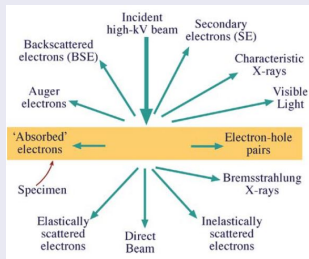 Incident
high-kV beam
Secondary
electrons (SE)
Backscattered
electrons (BSE)
Characteristic
X-rays
Auger
electrons
Visible
Light
'Absorbed'
electrons
Electron-hole
pairs
Specimen
Bremsstrahlung
X-rays
Elastically
scattered
electrons
Direct
Beam
Inelastically
scattered
electrons